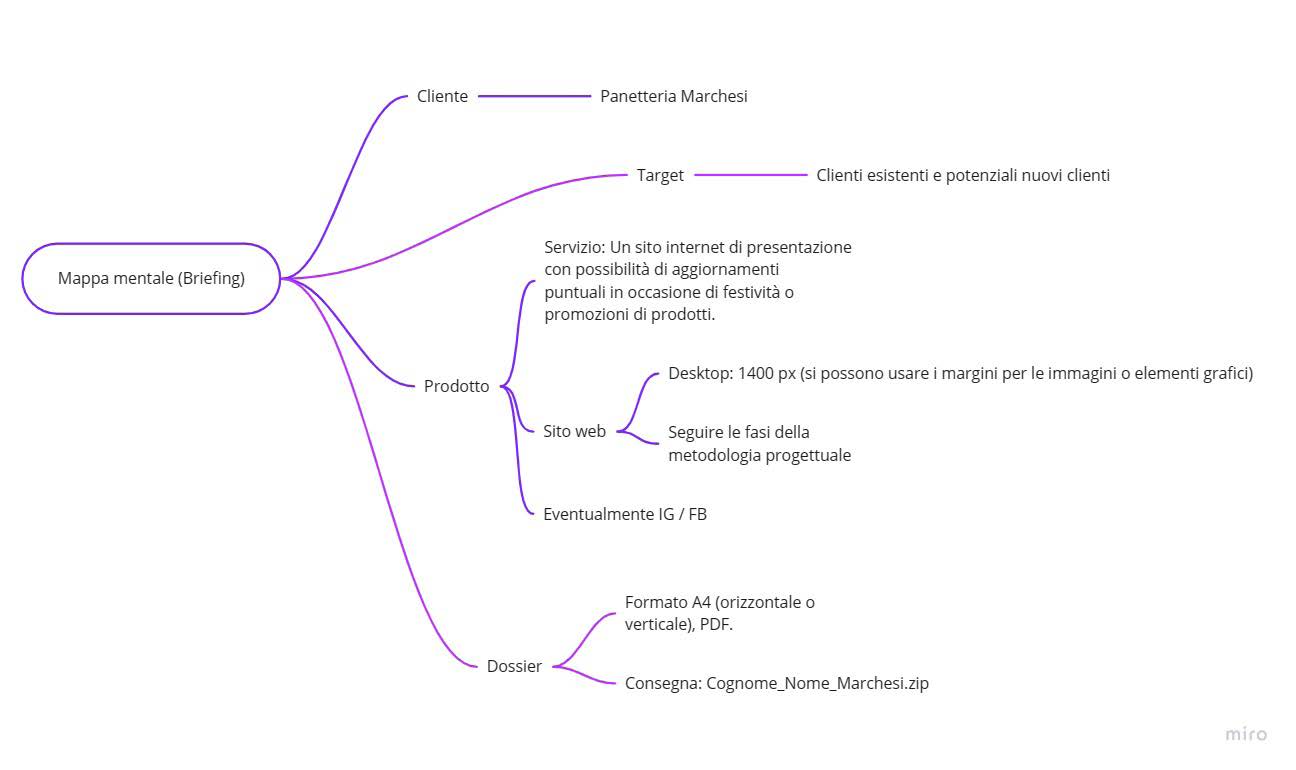 Cliente
Panetteria Marchesi
Target
Clienti esistenti e potenziali nuovi clienti
Mappa mentale (Briefing)
Servizio: Un sito internet di presentazione
con possibilità di aggiornamenti
puntuali in occasione di festività o
promozioni di prodotti.
Prodotto
Sito web
Desktop: 1400 px (si possono usare i margini per le immagini o elementi grafici)
Seguire le fasi della
metodologia progettuale
Eventualmente IG / FB
Dossier
Formato A4 (orizzontale o
verticale), PDF.
Consegna: Cognome_Nome_Marchesi.zip
miro